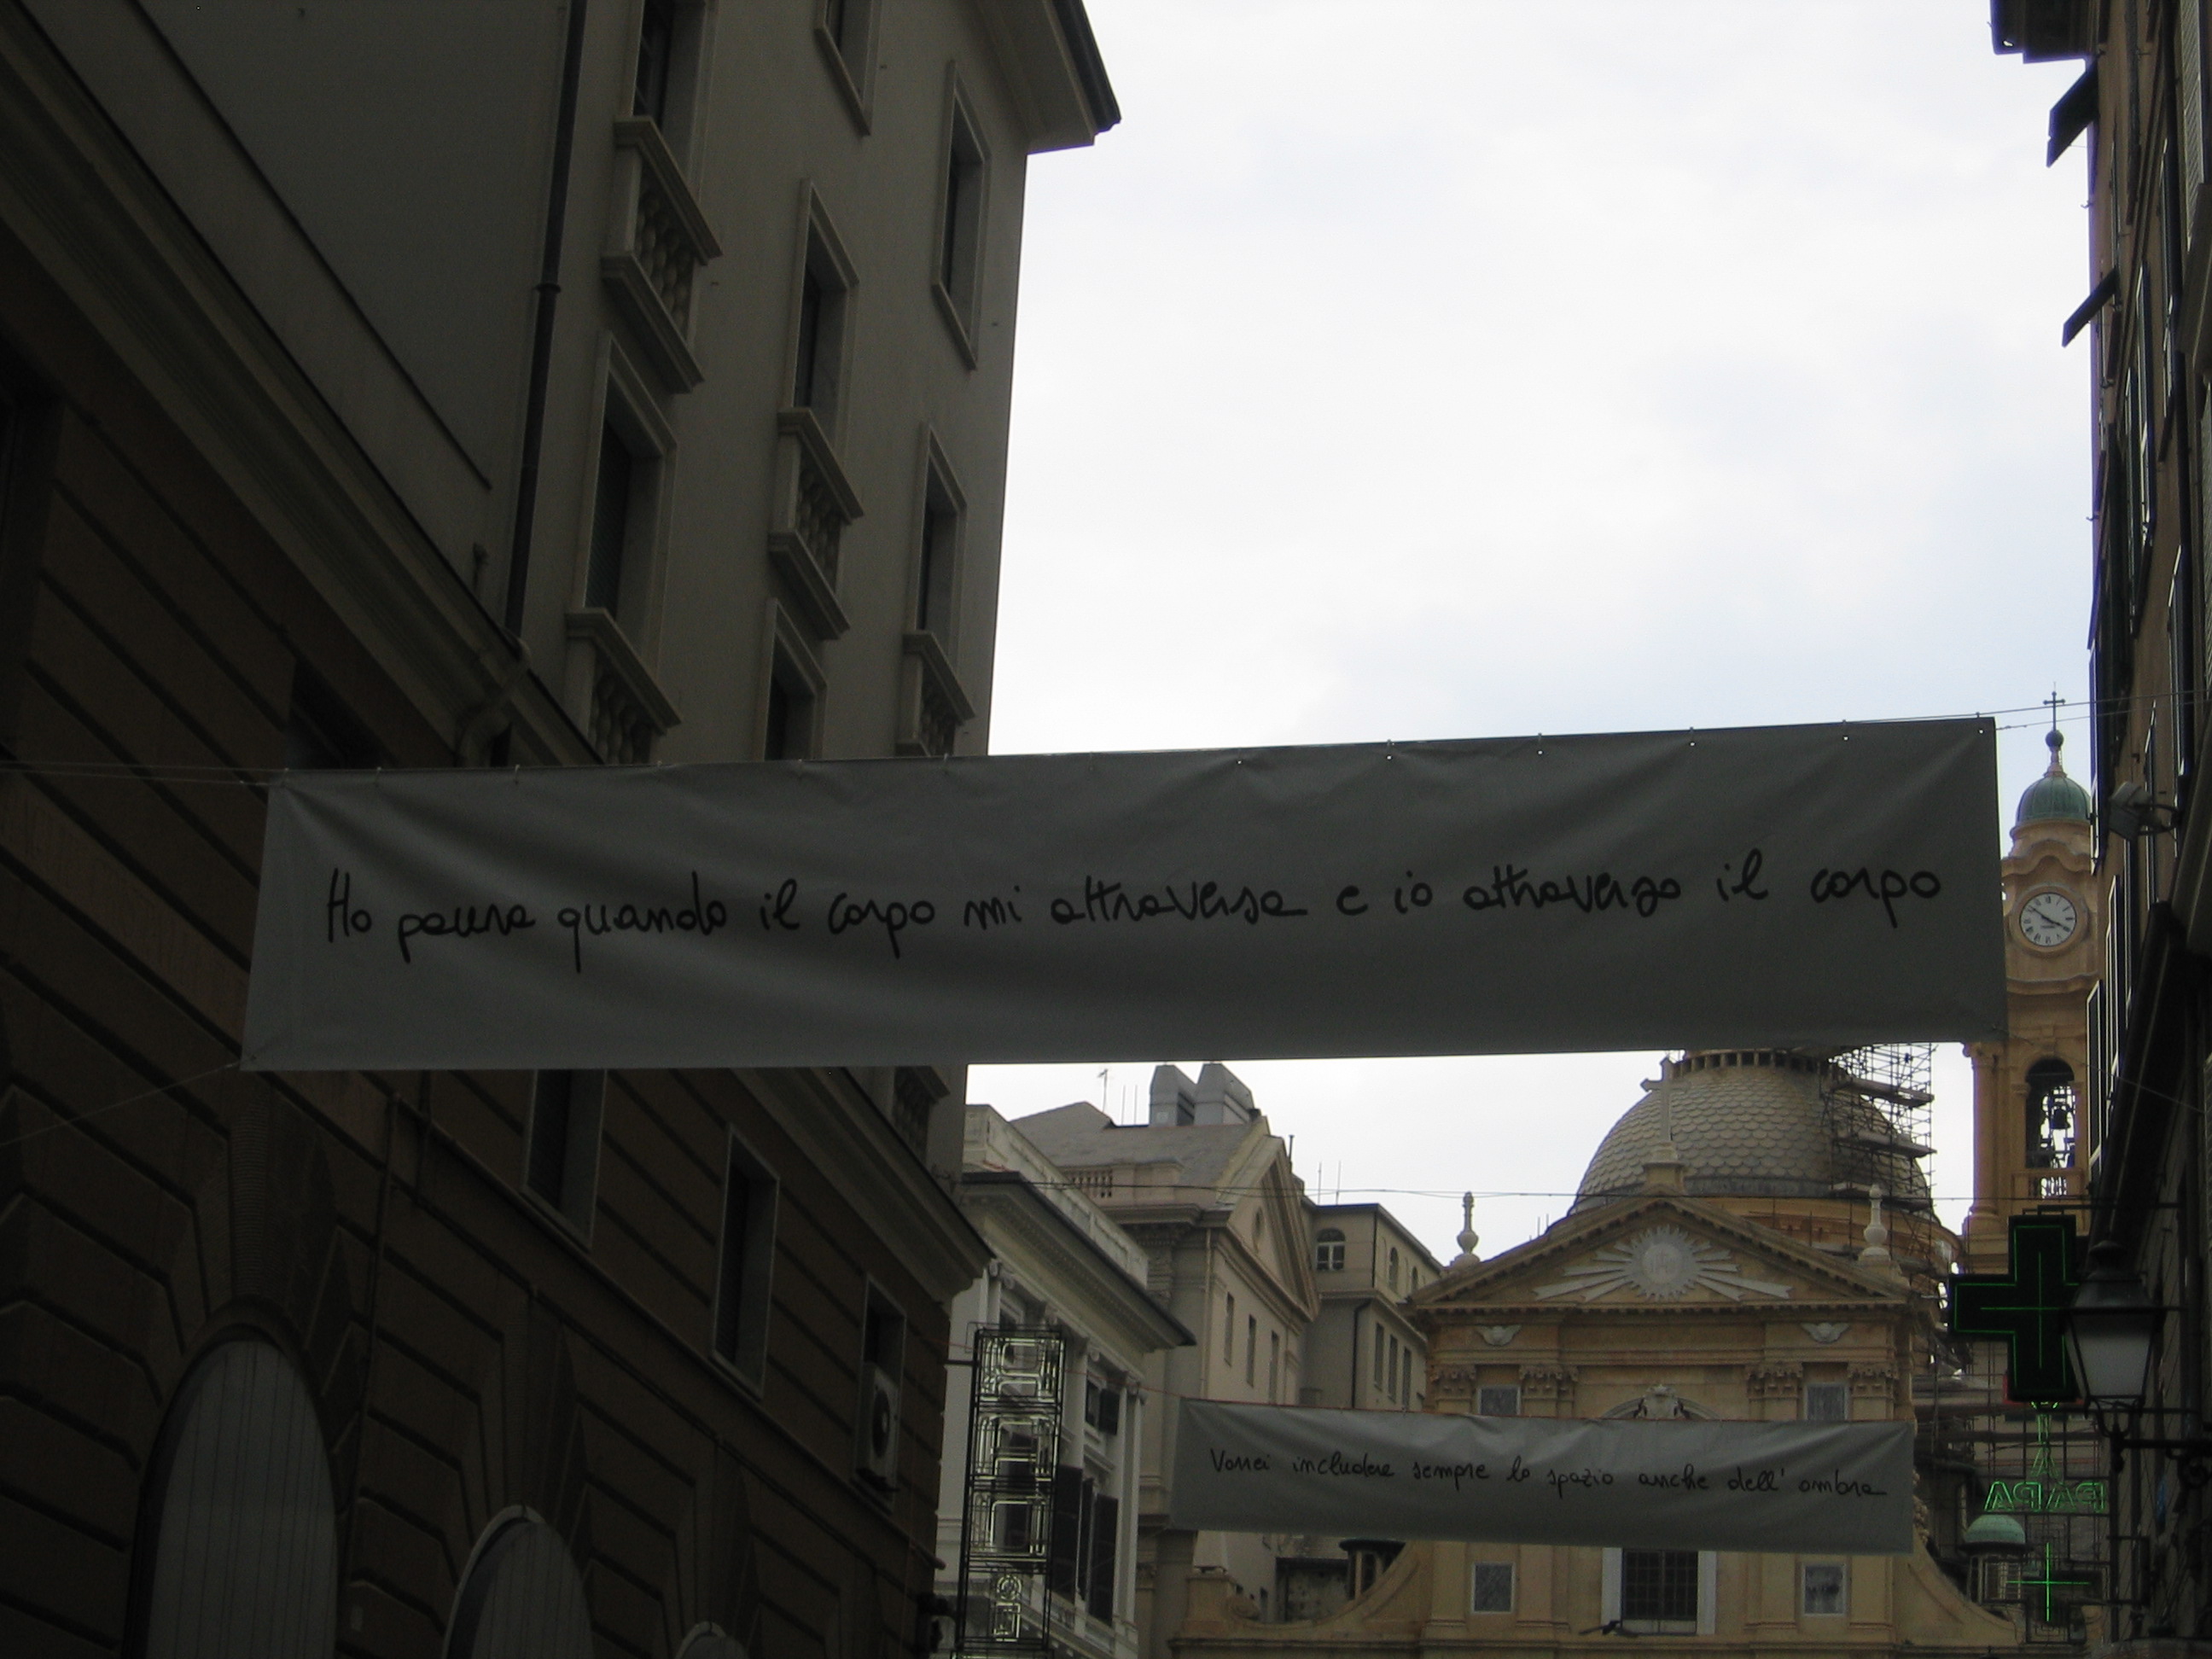 Ho paura quando il corpo mi attraversa e io attraverso il corpo
Vorrei includere sempre lo spazio anche dell'ombra